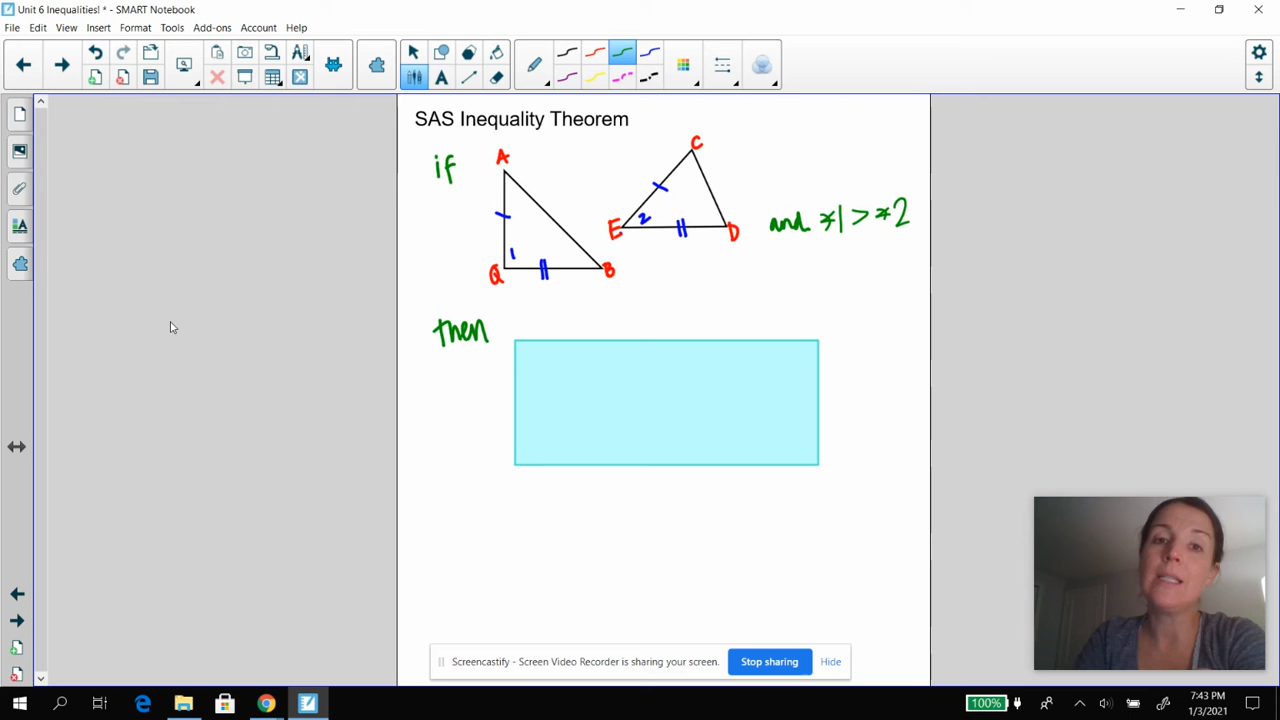 Unit 6 Inequalities! * - SMART Notebook
File Edit View Insert Format Tools Add-ons Account Help
SAS Inequality Theorem
if
A
C
E
2
D
and ∡1 > ∡2
1
Q
B
then
Screencastify - Screen Video Recorder is sharing your screen.
Stop sharing
Hide
100%
7:43 PM
1/3/2021